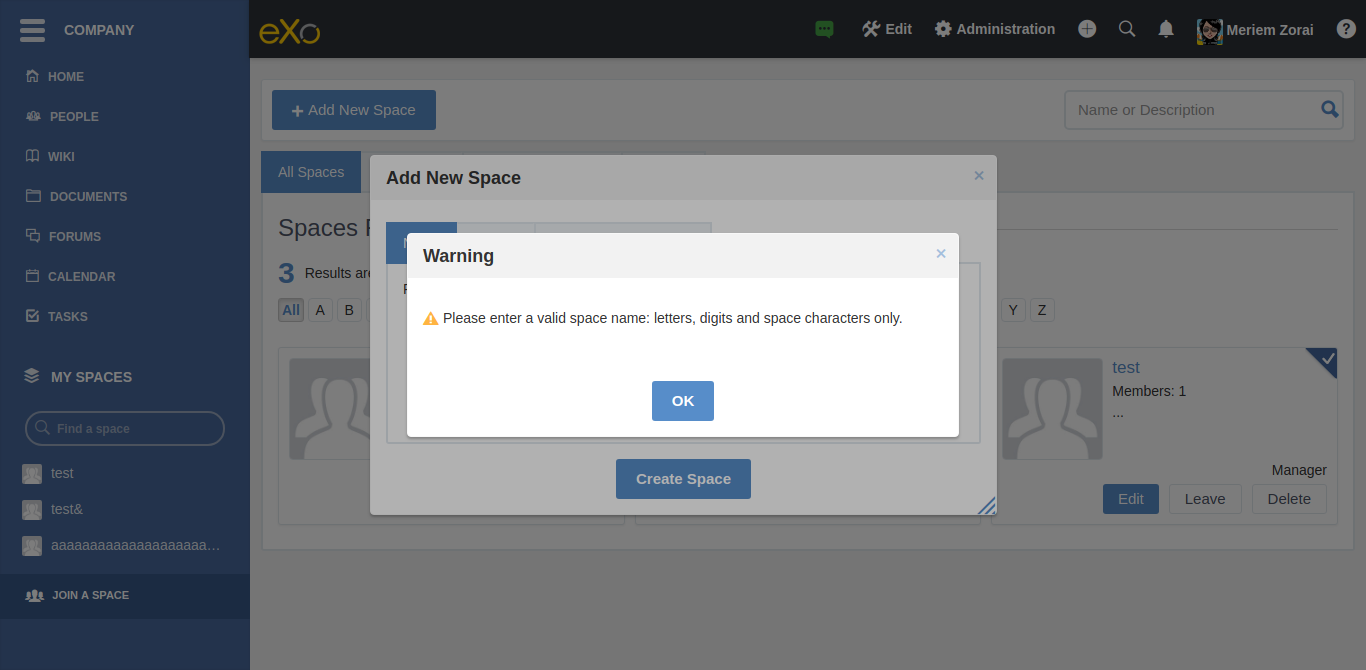 COMPANY
eXo
Edit
Administration
Meriem Zorai
?
HOME
PEOPLE
WIKI
DOCUMENTS
FORUMS
CALENDAR
TASKS
MY SPACES
Find a space
test
test&
aaaaaaaaaaaaaaaaaaaa…
JOIN A SPACE
+ Add New Space
Name or Description
All Spaces
Spaces
3 Results are
All A B
Y Z
Add New Space ×
Warning ×
Please enter a valid space name: letters, digits and space characters only.
OK
Create Space
test
Members: 1
...
Manager
Edit Leave Delete